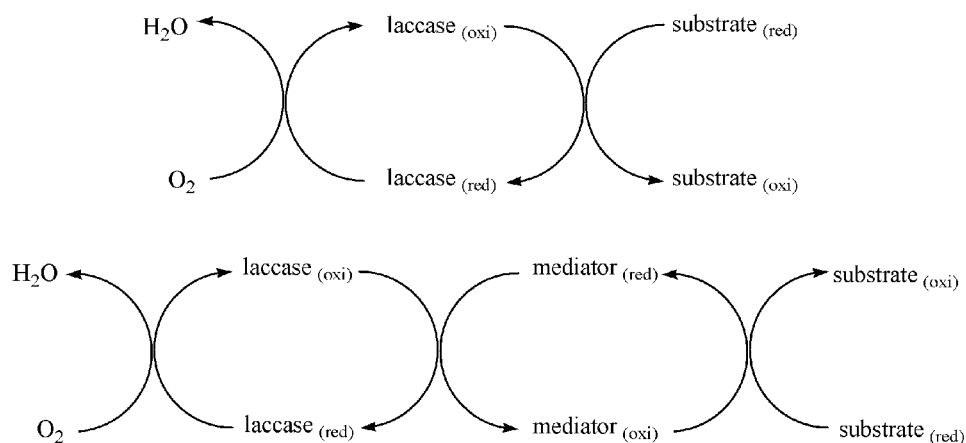 H₂O laccase (oxi) substrate (red)
O₂ laccase (red) substrate (oxi)
H₂O laccase (oxi) mediator (red) substrate (oxi)
O₂ laccase (red) mediator (oxi) substrate (red)